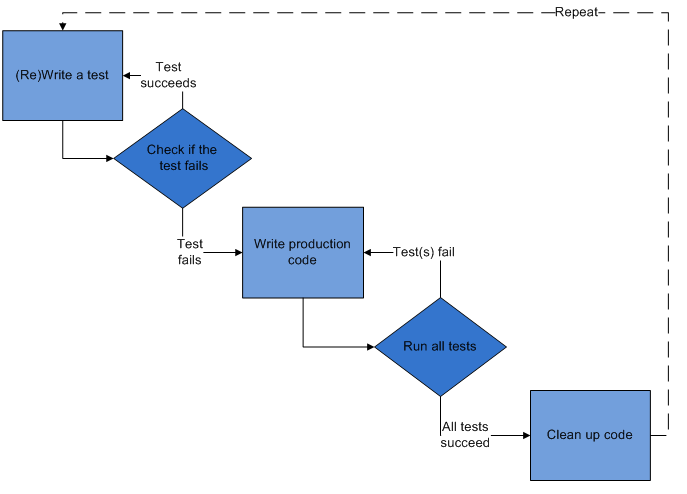 Repeat
(Re)Write a test
Test
succeeds
Check if the
test fails
Test
fails
Write production
code
Test(s) fail
Run all tests
All tests
succeed
Clean up code